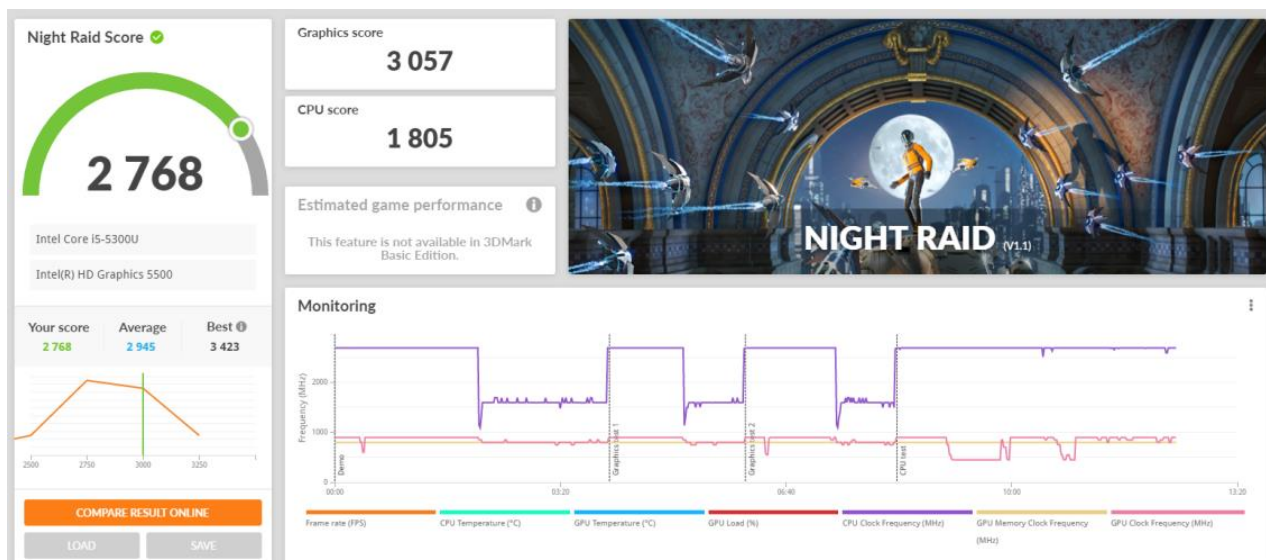 Night Raid Score
2 768
Intel Core i5-5300U
Intel(R) HD Graphics 5500
Your score Average Best
2 768 2 945 3 423
2500 2750 3000 3250
COMPARE RESULT ONLINE
LOAD SAVE
Graphics score
3 057
CPU score
1 805
Estimated game performance
This feature is not available in 3DMark
Basic Edition.
NIGHT RAID (V1.1)
Monitoring
Frequency (MHz)
2000
1000
0
Demo
Graphics test 1
Graphics test 2
CPU test
00:00 03:20 06:40 10:00 13:20
Frame rate (FPS) CPU Temperature (°C) GPU Temperature (°C) GPU Load (%) CPU Clock Frequency (MHz) GPU Memory Clock Frequency GPU Clock Frequency (MHz)
(MHz)